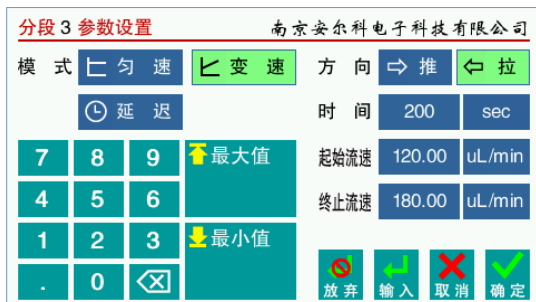 分段 3 参数设置 南京安尔科电子科技有限公司
模 式 匀 速 变 速 方 向 推 拉
延 迟 时 间 200 sec
7 8 9 最大值 起始流速 120.00 uL/min
4 5 6 终止流速 180.00 uL/min
1 2 3 最小值
. 0 放弃 输入 取消 确定